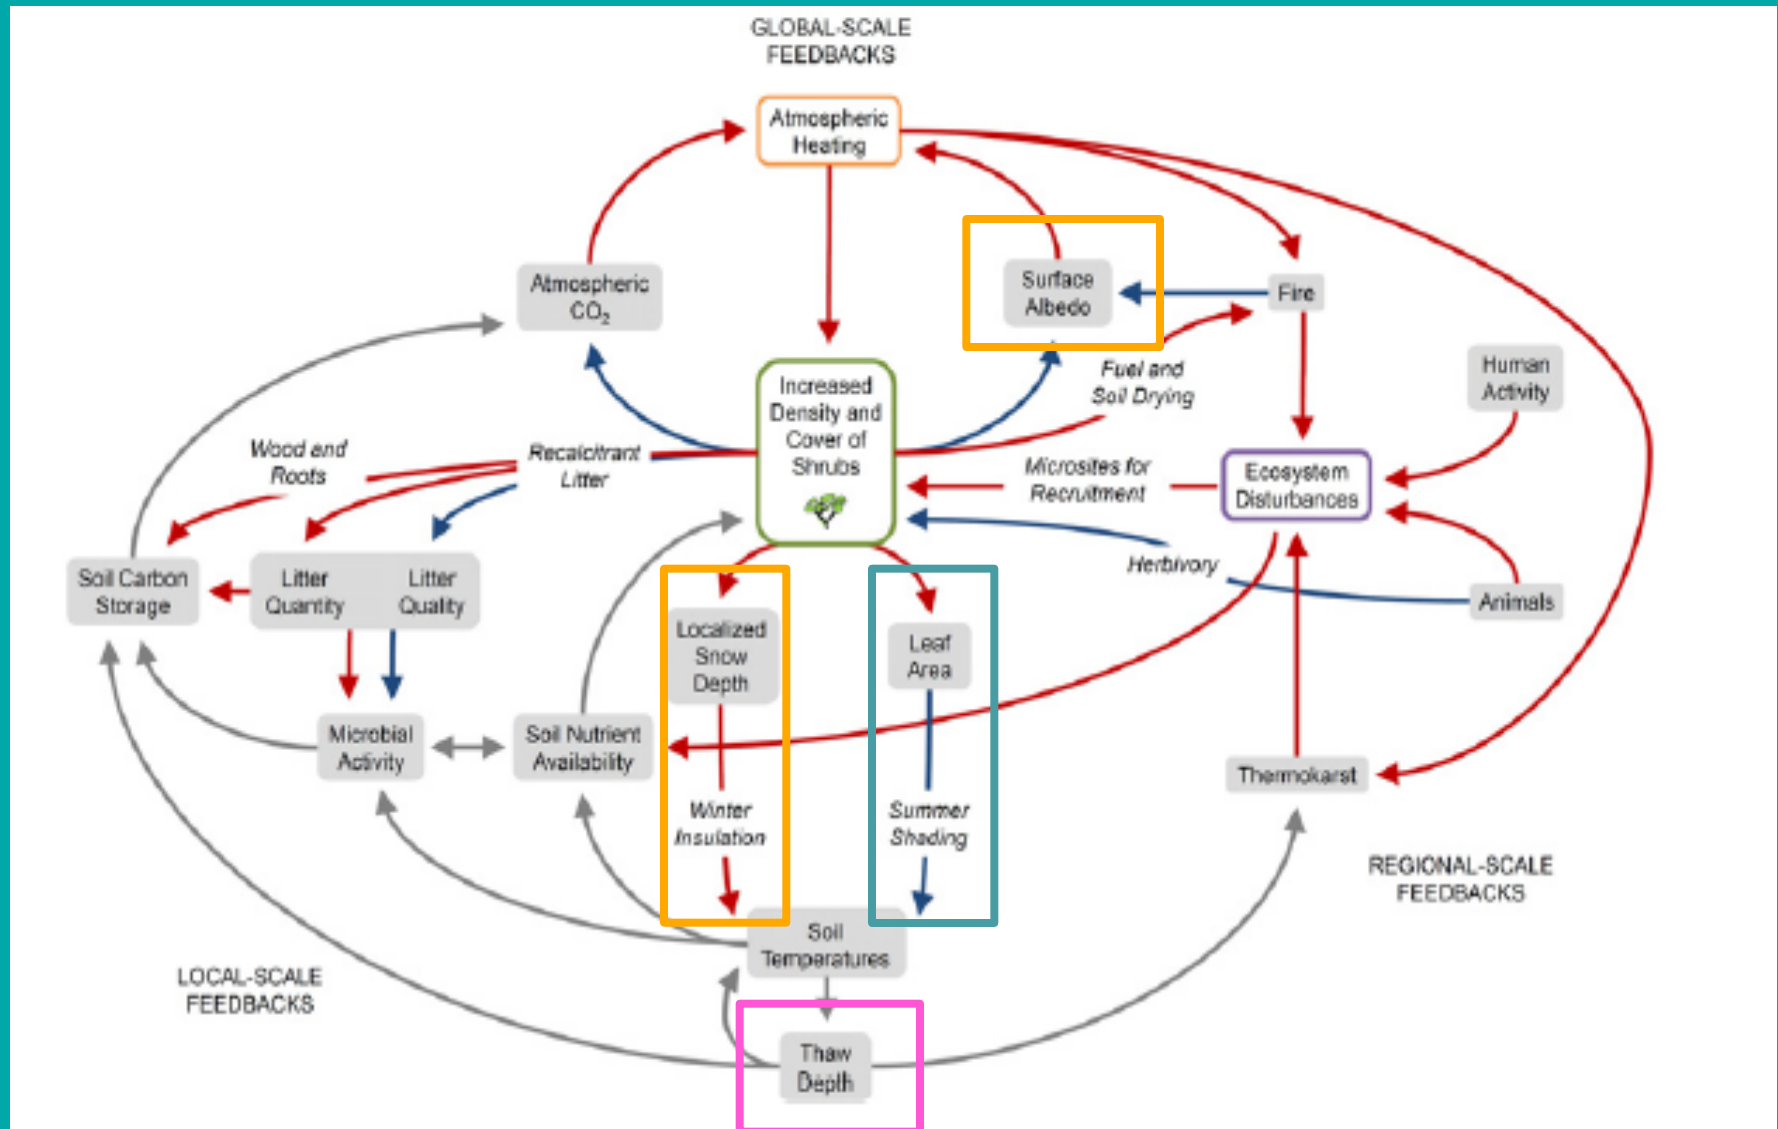 GLOBAL-SCALE
FEEDBACKS
Atmospheric
Heating
Atmospheric
CO₂
Surface
Albedo
Fire
Human
Activity
Increased
Density and
Cover of
Shrubs
Fuel and
Soil Drying
Wood and
Roots
Recalcitrant
Litter
Microsites for
Recruitment
Ecosystem
Disturbances
Herbivory
Animals
Soil Carbon
Storage
Litter
Quantity
Litter
Quality
Localized
Snow
Depth
Leaf
Area
Microbial
Activity
Soil Nutrient
Availability
Thermokarst
Winter
Insulation
Summer
Shading
REGIONAL-SCALE
FEEDBACKS
Soil
Temperatures
LOCAL-SCALE
FEEDBACKS
Thaw
Depth